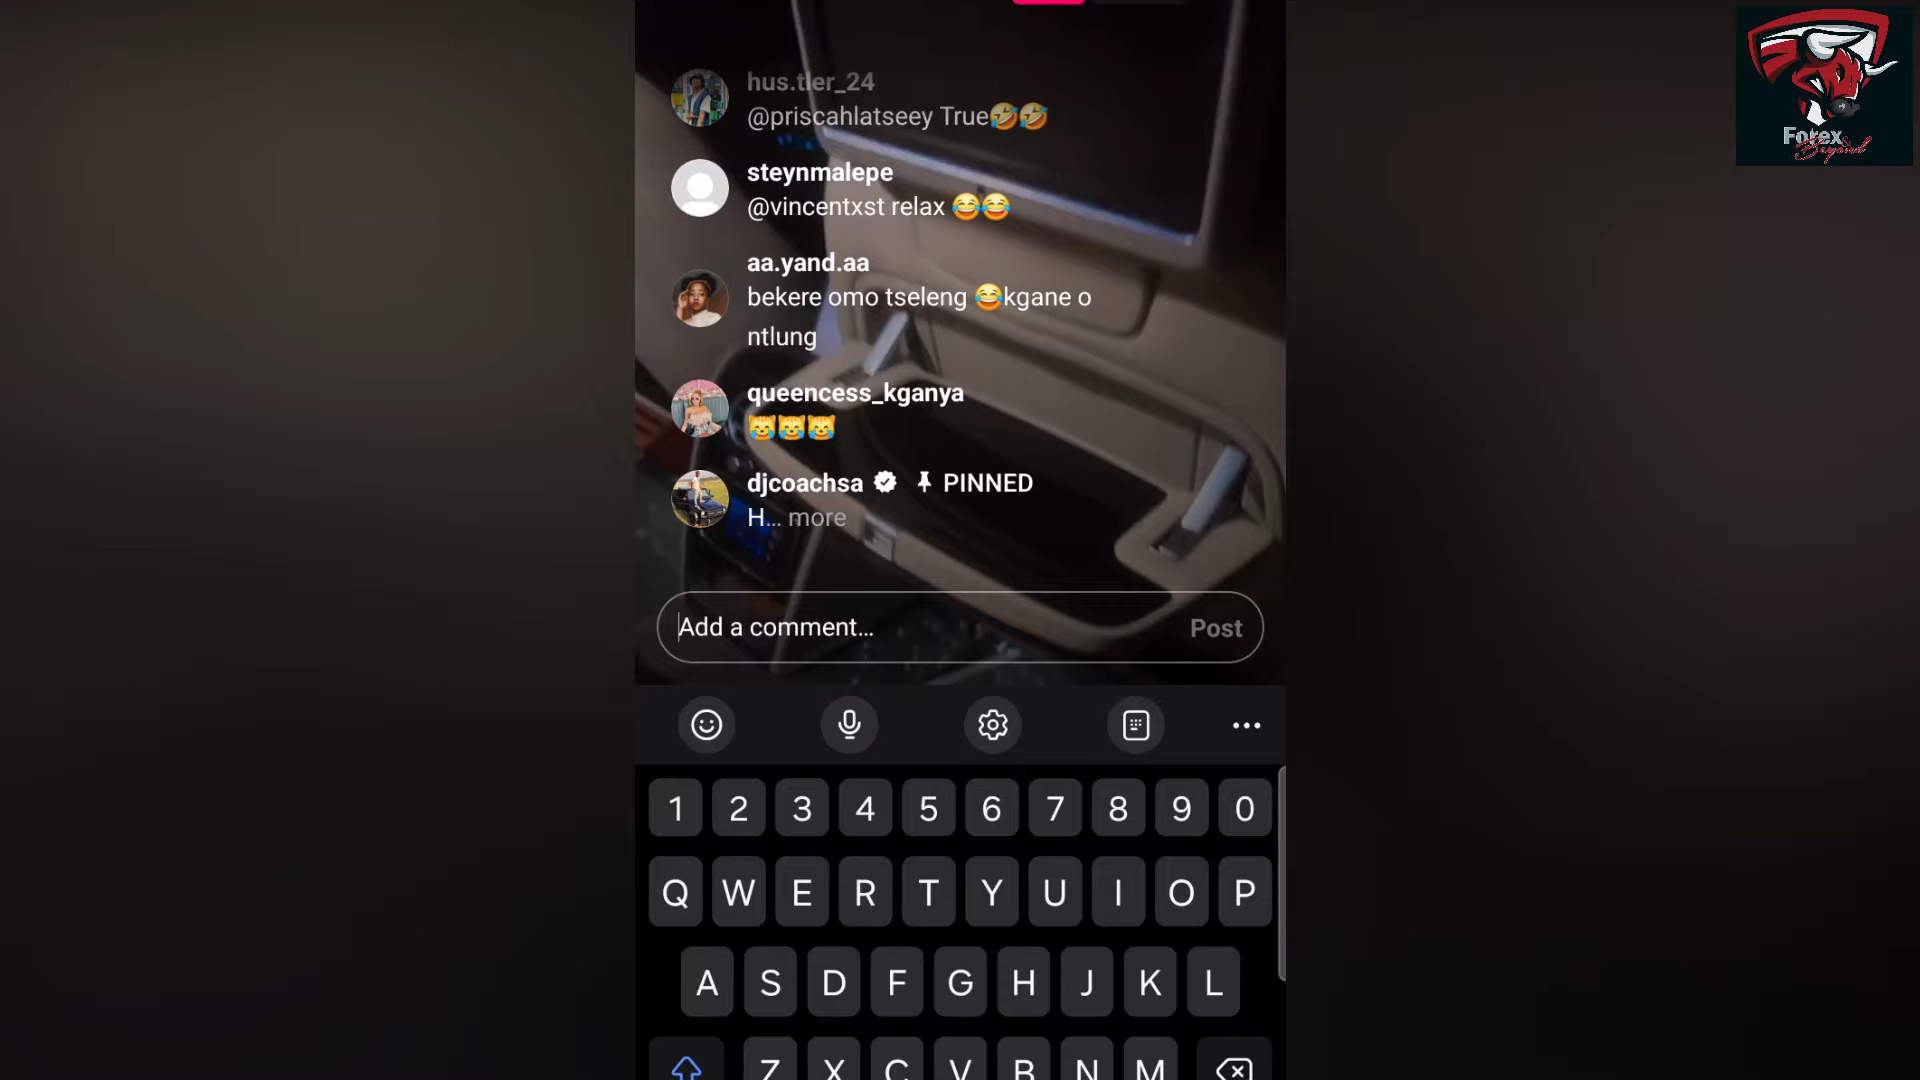 hus.tler_24
@priscahlatseey True🤣🤣
steynmalepe
@vincentxst relax 😂😂
aa.yand.aa
bekere omo tseleng 😂kgane o
ntlung
queencess_kganya
😹😹😹
djcoachsa PINNED
H... more
Add a comment...
Post
1 2 3 4 5 6 7 8 9 0
Q W E R T Y U I O P
A S D F G H J K L
Z X C V B N M
Forex
Beyond